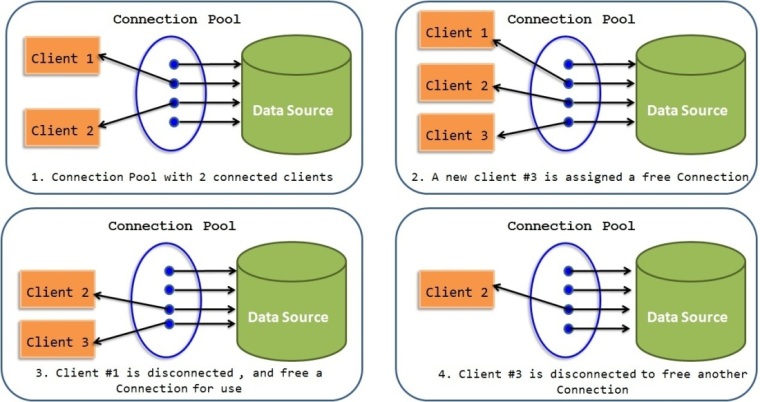 Connection Pool
Client 1
Client 2
Data Source
1. Connection Pool with 2 connected clients
Connection Pool
Client 1
Client 2
Client 3
Data Source
2. A new client #3 is assigned a free Connection
Connection Pool
Client 2
Client 3
Data Source
3. Client #1 is disconnected , and free a
Connection for use
Connection Pool
Client 2
Data Source
4. Client #3 is disconnected to free another
Connection